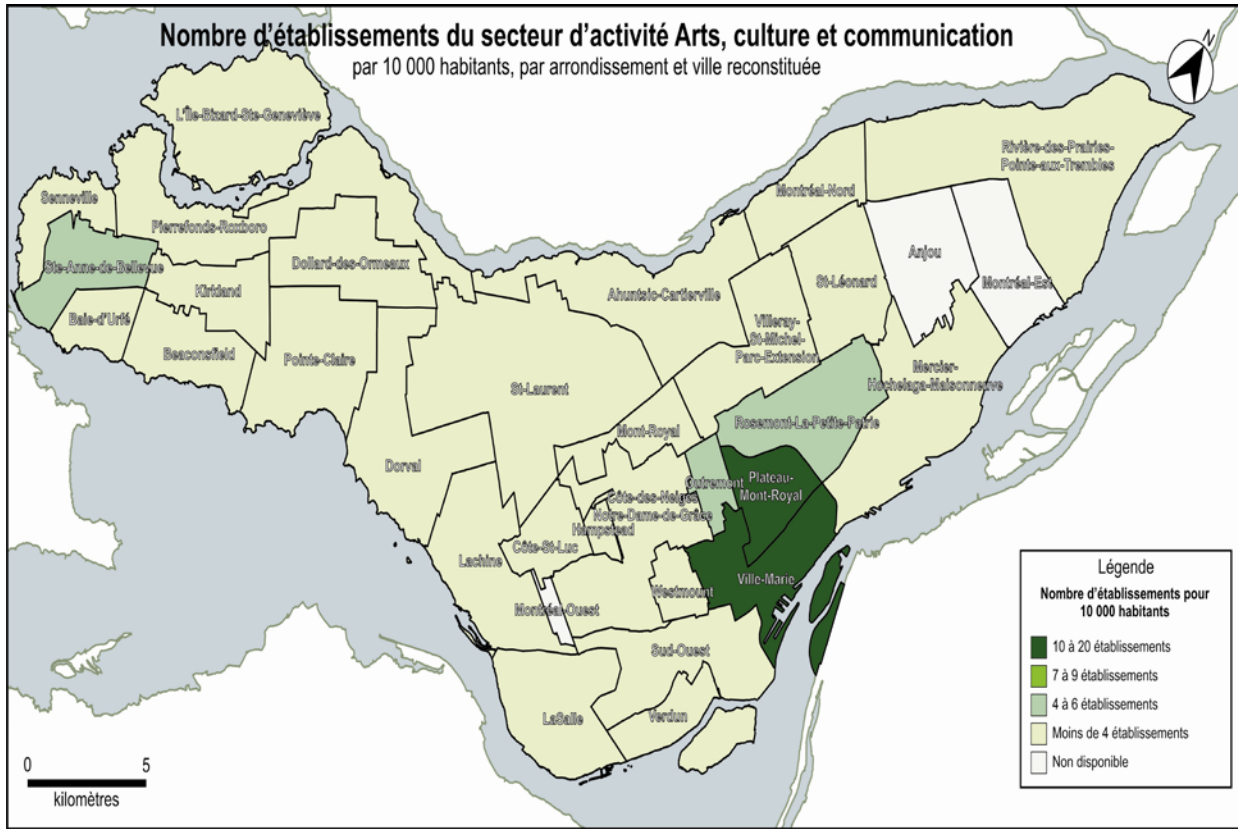 Nombre d'établissements du secteur d'activité Arts, culture et communication
par 10 000 habitants, par arrondissement et ville reconstituée
N
L'Île-Bizard-Ste-Geneviève
Rivière-des-Prairies-
Pointe-aux-Trembles
Montréal-Nord
Senneville
Pierrefonds-Roxboro
Anjou
St-Léonard
Ste-Anne-de-Bellevue
Dollard-des-Ormeaux
Montréal-Est
Kirkland
Ahuntsic-Cartierville
Baie-d'Urfé
Villeray-
St-Michel-
Parc-Extension
Beaconsfield
Pointe-Claire
Mercier-
Hochelaga-Maisonneuve
St-Laurent
Rosemont-La-Petite-Patrie
Mont-Royal
Dorval
Outremont
Plateau-
Mont-Royal
Côte-des-Neiges
Notre-Dame-de-Grâce
Hampstead
Côte-St-Luc
Lachine
Ville-Marie
Westmount
Montréal-Ouest
Sud-Ouest
LaSalle
Verdun
Légende
Nombre d'établissements pour
10 000 habitants
10 à 20 établissements
7 à 9 établissements
4 à 6 établissements
Moins de 4 établissements
Non disponible
0 5
kilomètres